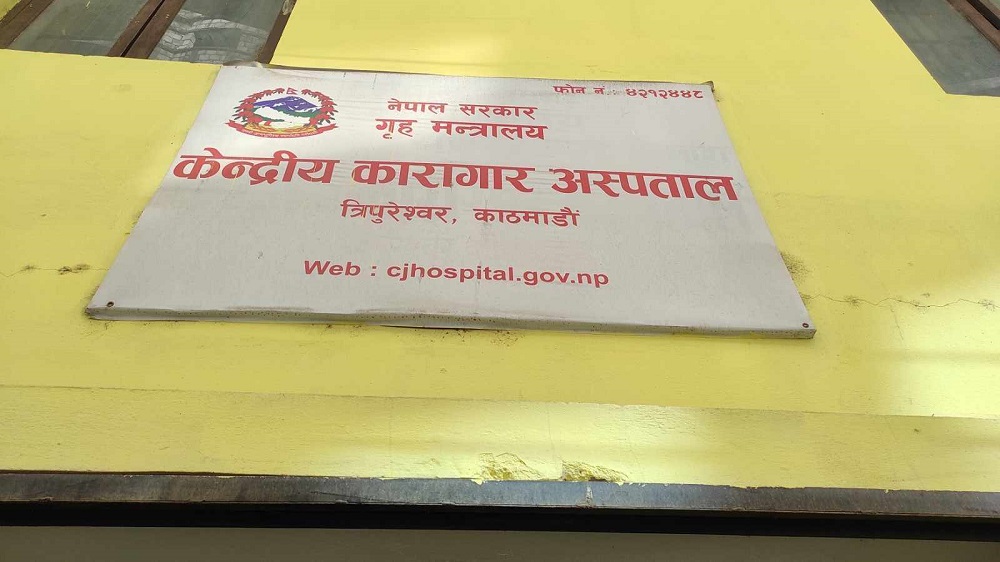 फोन नं. ४२१२४४८
नेपाल सरकार
गृह मन्त्रालय
केन्द्रीय कारागार अस्पताल
त्रिपुरेश्वर, काठमाडौं
Web : cjhospital.gov.np